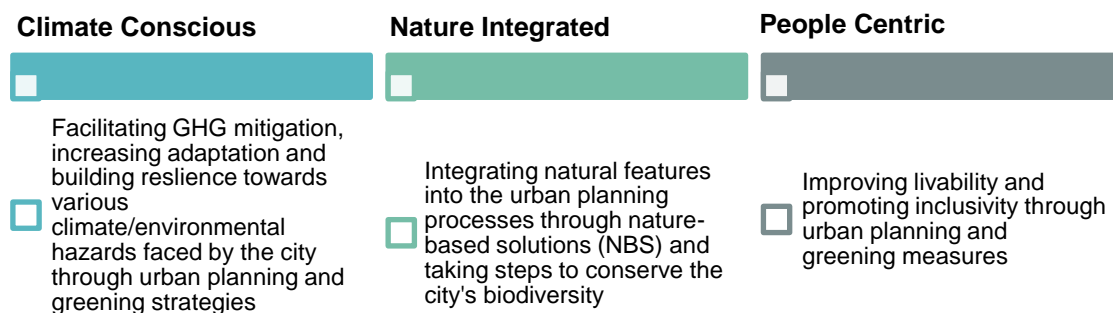 Climate Conscious
Facilitating GHG mitigation,
increasing adaptation and
building reslience towards
various
climate/environmental
hazards faced by the city
through urban planning and
greening strategies
Nature Integrated
Integrating natural features
into the urban planning
processes through nature-
based solutions (NBS) and
taking steps to conserve the
city's biodiversity
People Centric
Improving livability and
promoting inclusivity through
urban planning and
greening measures